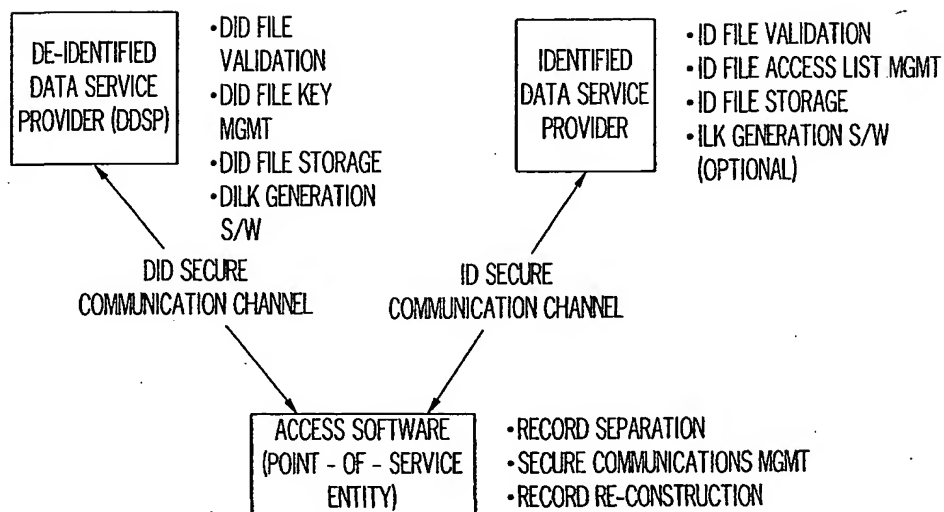 DE-IDENTIFIED
DATA SERVICE
PROVIDER (DDSP)
•DID FILE
VALIDATION
•DID FILE KEY
MGMT
•DID FILE STORAGE
•DILK GENERATION
S/W
IDENTIFIED
DATA SERVICE
PROVIDER
•ID FILE VALIDATION
•ID FILE ACCESS LIST MGMT
•ID FILE STORAGE
•ILK GENERATION S/W
(OPTIONAL)
DID SECURE
COMMUNICATION CHANNEL
ID SECURE
COMMUNICATION CHANNEL
ACCESS SOFTWARE
(POINT - OF - SERVICE
ENTITY)
•RECORD SEPARATION
•SECURE COMMUNICATIONS MGMT
•RECORD RE-CONSTRUCTION